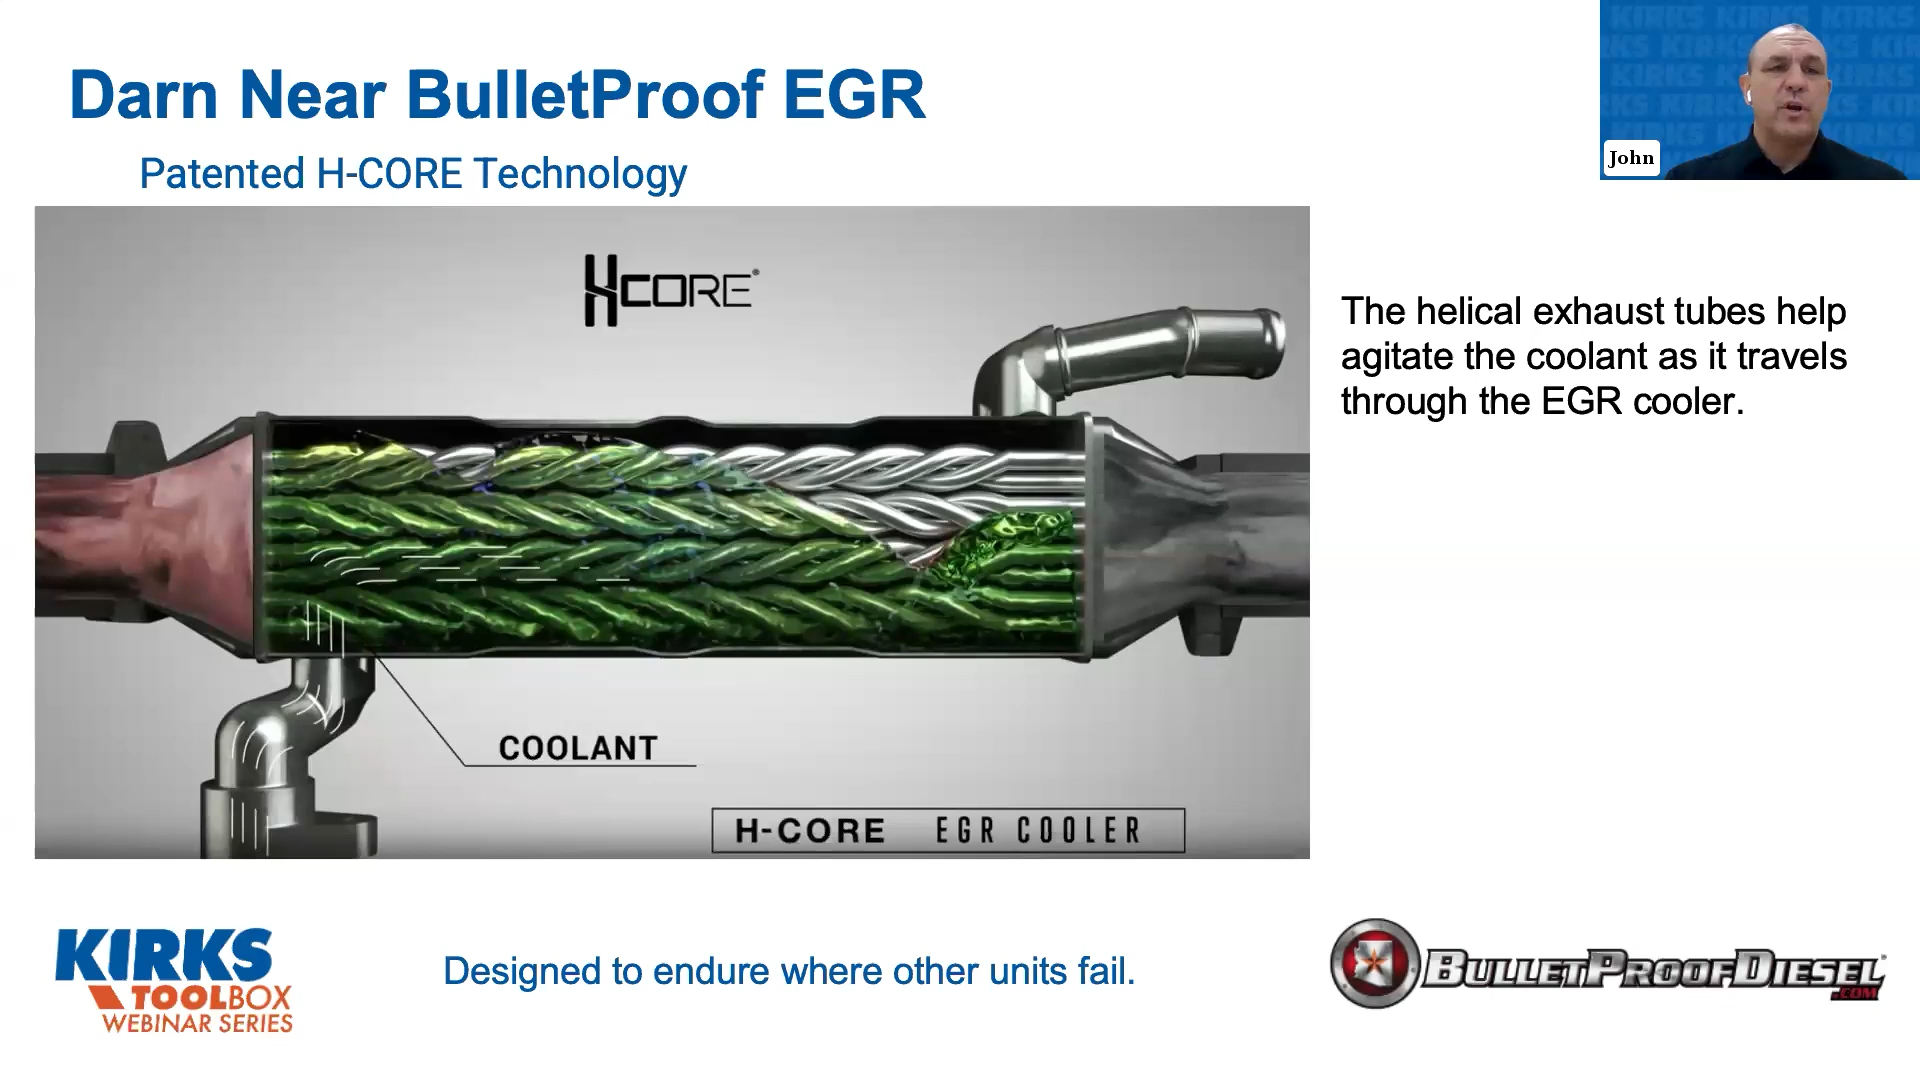 Darn Near BulletProof EGR
Patented H-CORE Technology
John
HCORE®
The helical exhaust tubes help
agitate the coolant as it travels
through the EGR cooler.
COOLANT
H-CORE EGR COOLER
KIRKS
TOOLBOX
WEBINAR SERIES
Designed to endure where other units fail.
BULLETPROOFDIESEL
.COM